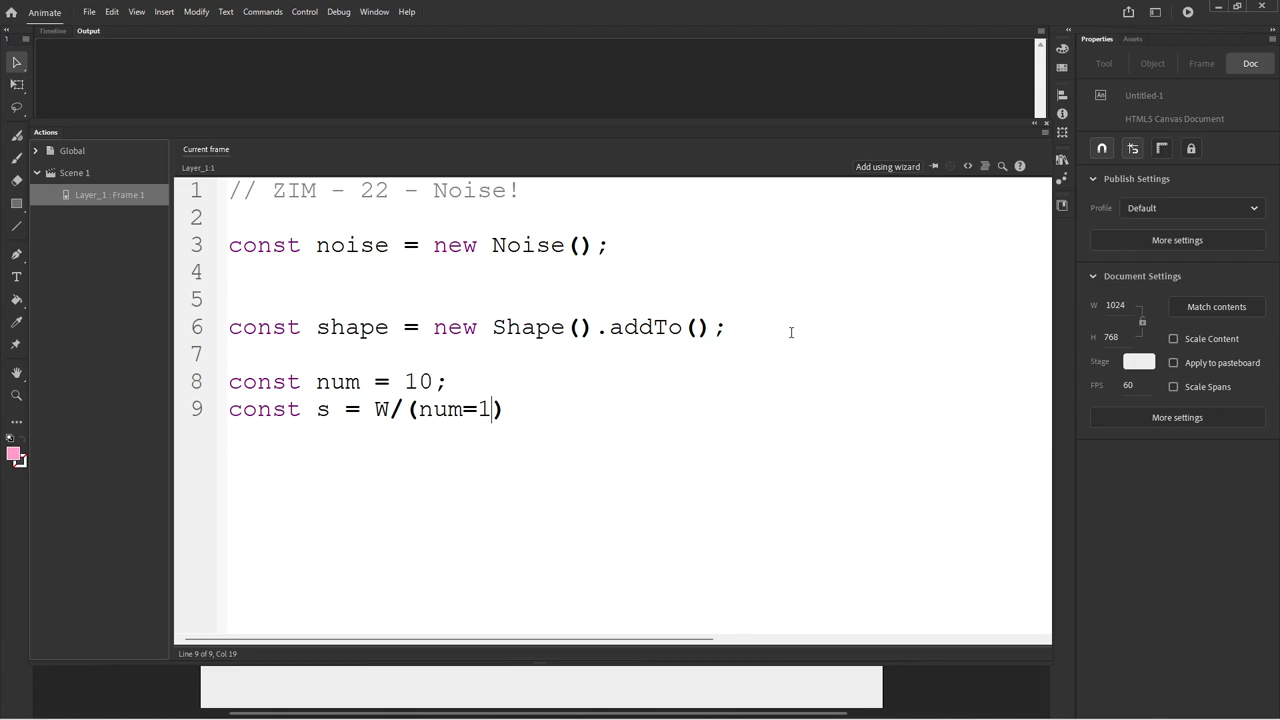 Animate File Edit View Insert Modify Text Commands Control Debug Window Help
Timeline Output
Properties Assets
Tool Object Frame Doc
Untitled-1
HTML5 Canvas Document
Actions
Global
Scene 1
Layer_1 : Frame 1
Current frame
Layer_1:1
Add using wizard
1 // ZIM - 22 - Noise!
2
3 const noise = new Noise();
4
5
6 const shape = new Shape().addTo();
7
8 const num = 10;
9 const s = W/(num=1)
Line 9 of 9, Col 19
Publish Settings
Profile Default
More settings
Document Settings
W 1024 Match contents
H 768 Scale Content
Stage Apply to pasteboard
FPS 60 Scale Spans
More settings